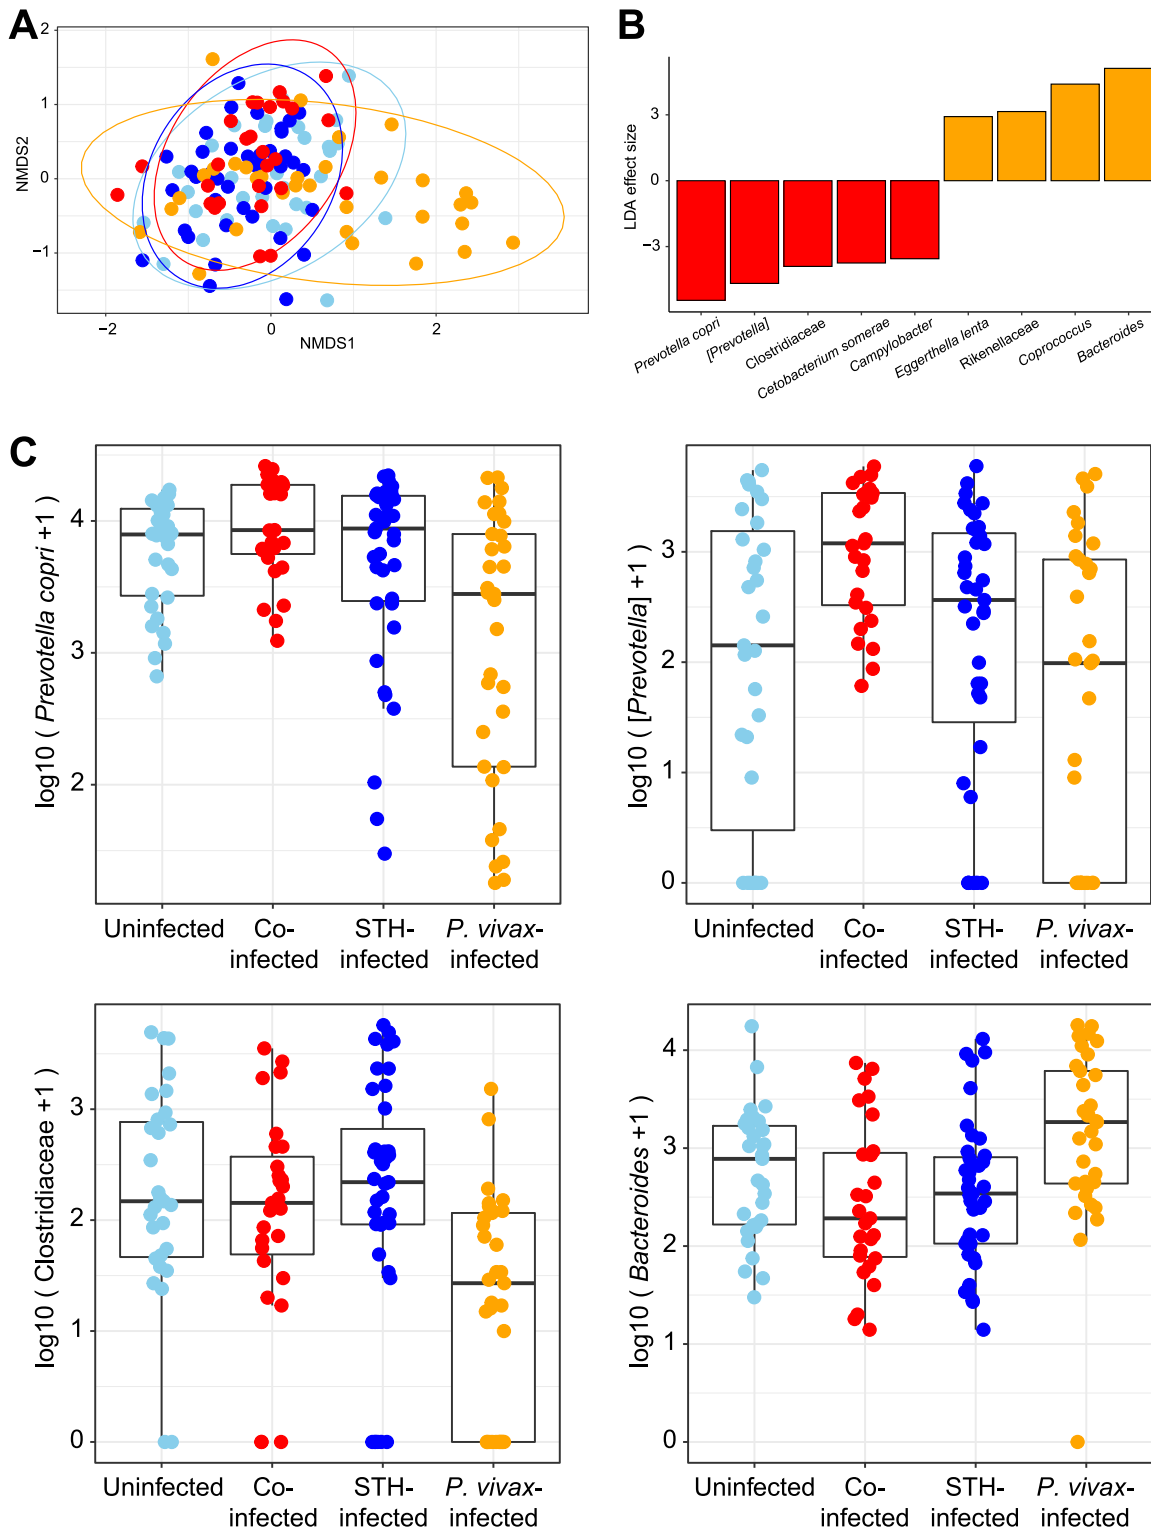 A
2
1
0
−1
NMDS2
−2
0
2
NMDS1
B
3
0
−3
LDA effect size
Prevotella copri
[Prevotella]
Clostridiaceae
Cetobacterium somerae
Campylobacter
Eggerthella lenta
Rikenellaceae
Coprococcus
Bacteroides
C
log10 ( Prevotella copri +1 )
4
3
2
Uninfected
Co-
infected
STH-
infected
P. vivax-
infected
log10 ( [Prevotella] +1 )
3
2
1
0
Uninfected
Co-
infected
STH-
infected
P. vivax-
infected
log10 ( Clostridiaceae +1 )
3
2
1
0
Uninfected
Co-
infected
STH-
infected
P. vivax-
infected
log10 ( Bacteroides +1 )
4
3
2
1
0
Uninfected
Co-
infected
STH-
infected
P. vivax-
infected